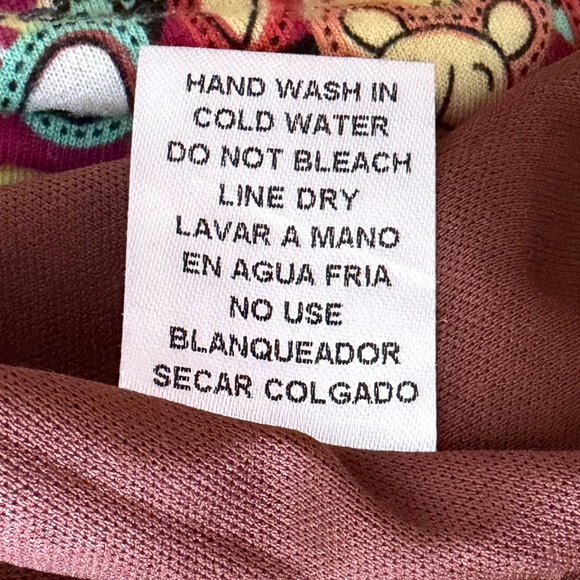 HAND WASH IN
COLD WATER
DO NOT BLEACH
LINE DRY
LAVAR A MANO
EN AGUA FRIA
NO USE
BLANQUEADOR
SECAR COLGADO